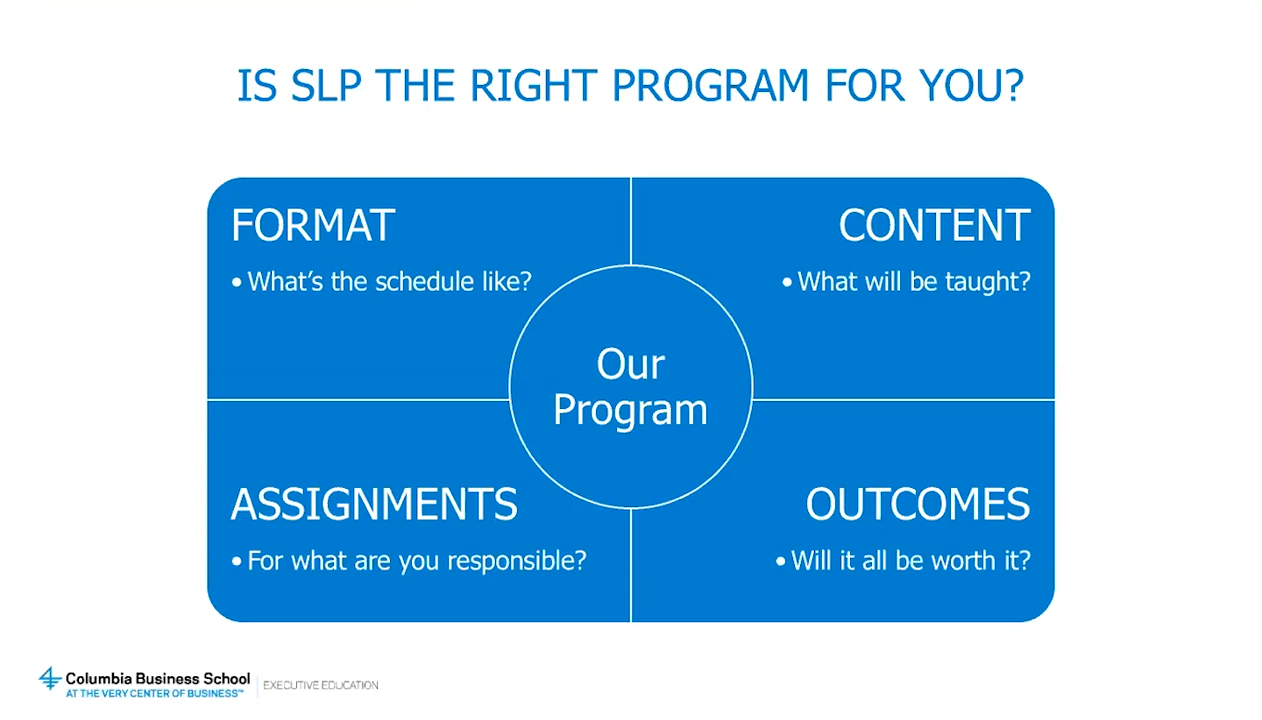 IS SLP THE RIGHT PROGRAM FOR YOU?
FORMAT
• What’s the schedule like?
CONTENT
• What will be taught?
Our
Program
ASSIGNMENTS
• For what are you responsible?
OUTCOMES
• Will it all be worth it?
Columbia Business School
AT THE VERY CENTER OF BUSINESS™
EXECUTIVE EDUCATION